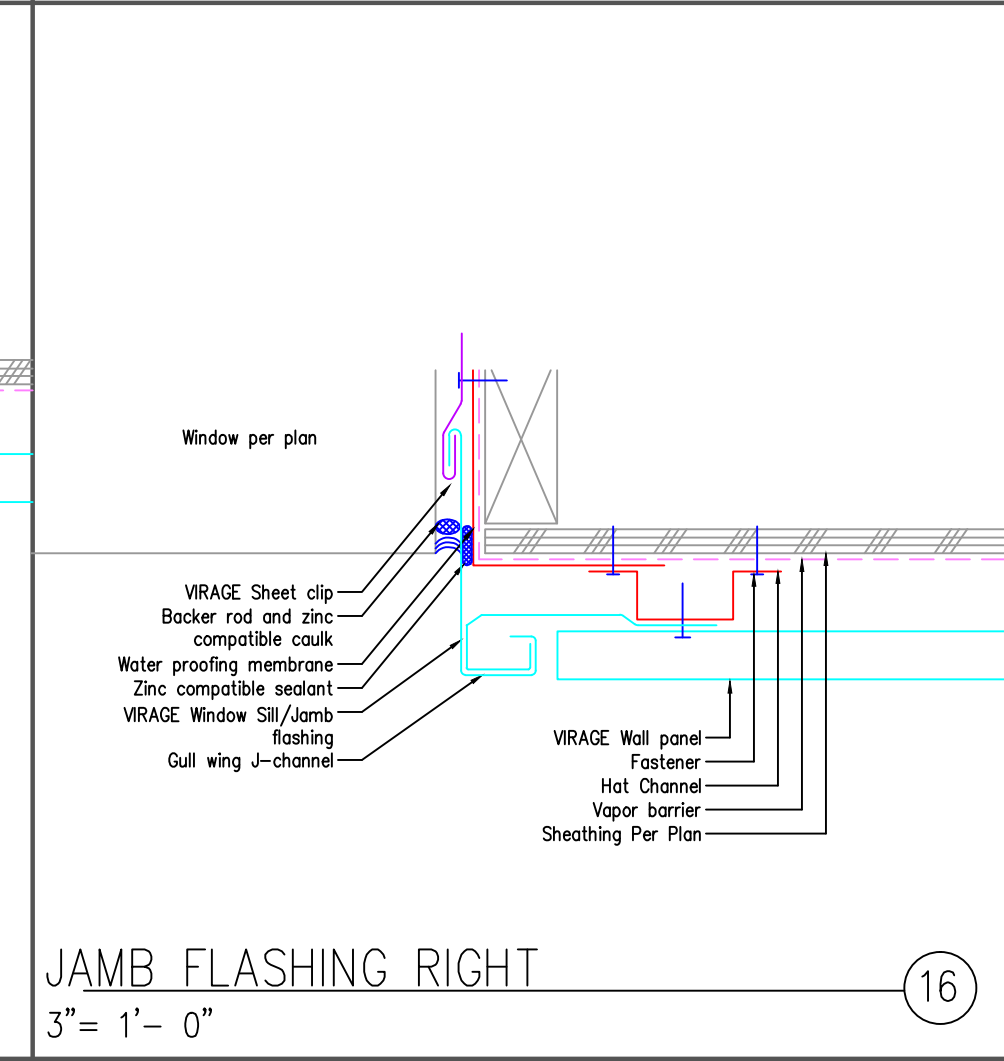 Window per plan
VIRAGE Sheet clip
Backer rod and zinc
compatible caulk
Water proofing membrane
Zinc compatible sealant
VIRAGE Window Sill/Jamb
flashing
Gull wing J-channel
VIRAGE Wall panel
Fastener
Hat Channel
Vapor barrier
Sheathing Per Plan
JAMB FLASHING RIGHT
16
3"= 1'- 0"